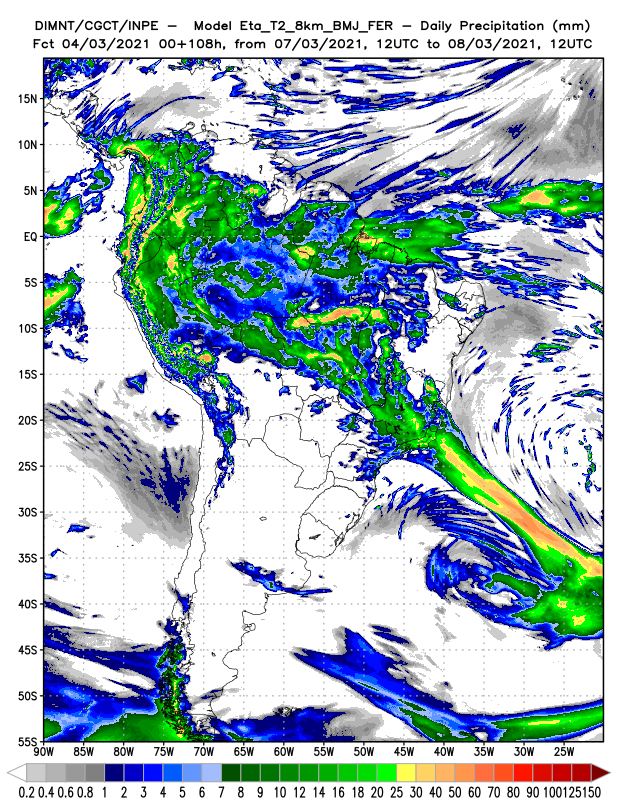 DIMNT/CGCT/INPE – Model Eta_T2_8km_BMJ_FER – Daily Precipitation (mm)
Fct 04/03/2021 00+108h, from 07/03/2021, 12UTC to 08/03/2021, 12UTC
15N
10N
5N
EQ
5S
10S
15S
20S
25S
30S
35S
40S
45S
50S
55S
90W 85W 80W 75W 70W 65W 60W 55W 50W 45W 40W 35W 30W 25W
0.2 0.4 0.6 0.8 1 2 3 4 5 6 7 8 9 10 12 14 16 18 20 25 30 40 50 60 70 80 90 100 125 150